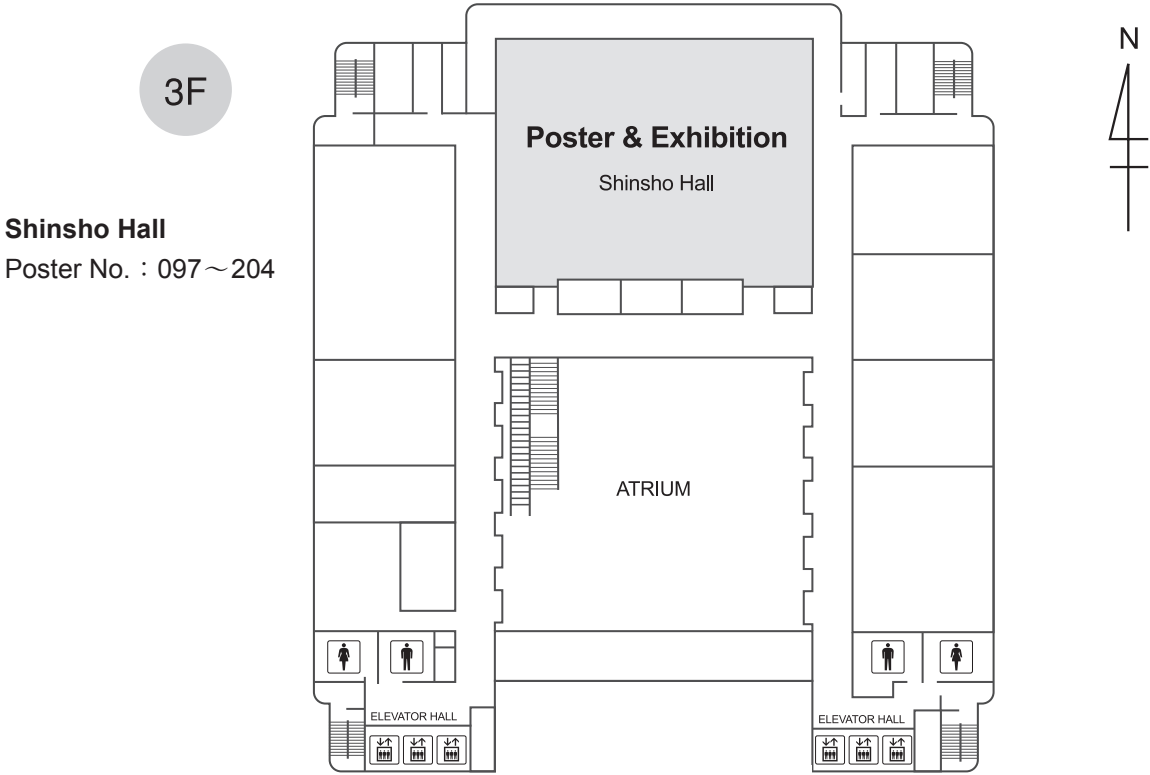 3F
N
Poster & Exhibition
Shinsho Hall
Shinsho Hall
Poster No.：097～204
ATRIUM
ELEVATOR HALL
ELEVATOR HALL